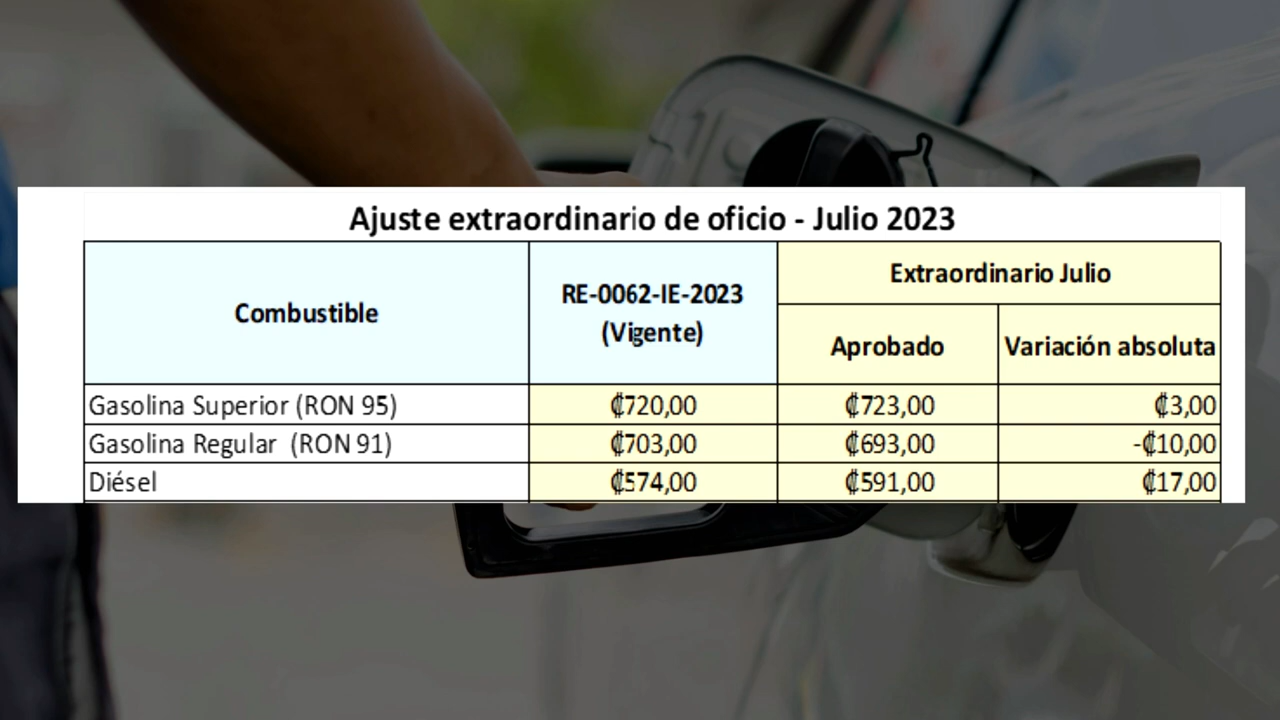 Ajuste extraordinario de oficio - Julio 2023
Combustible
RE-0062-IE-2023
(Vigente)
Extraordinario Julio
Aprobado
Variación absoluta
Gasolina Superior (RON 95) ₡720,00 ₡723,00 ₡3,00
Gasolina Regular (RON 91) ₡703,00 ₡693,00 -₡10,00
Diésel ₡574,00 ₡591,00 ₡17,00